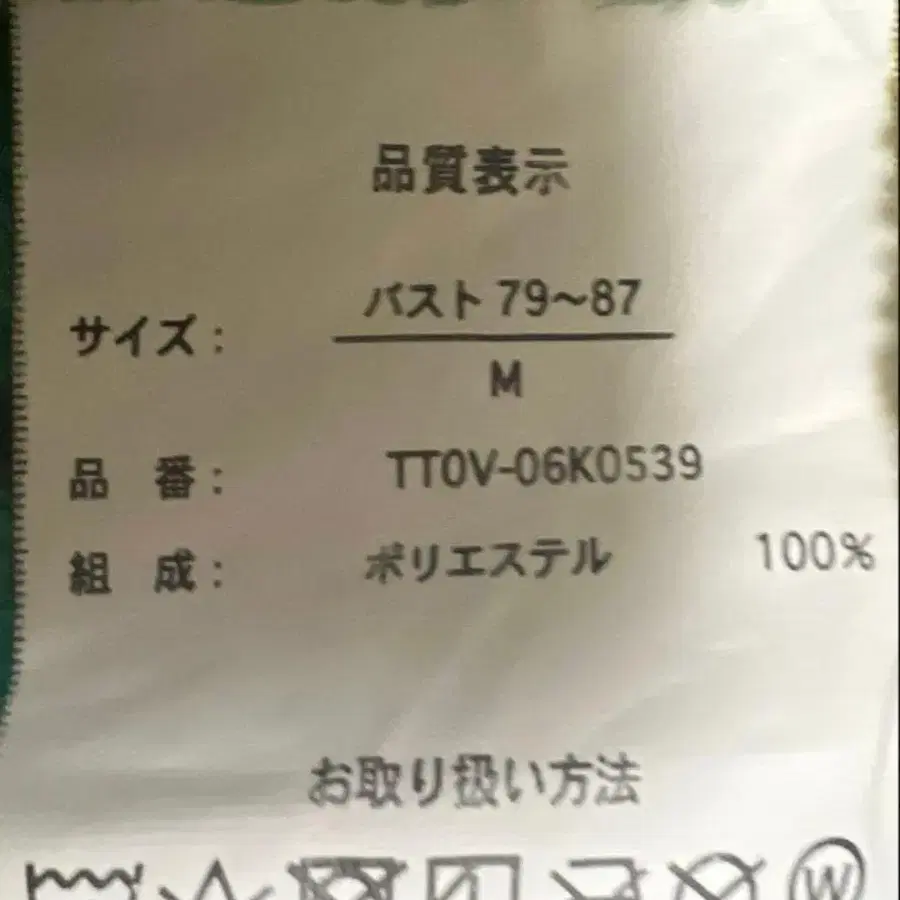 品質表示
サイズ： バスト 79～87
M
品 番： TTOV-06K0539
組 成： ポリエステル 100%
お取り扱い方法
W